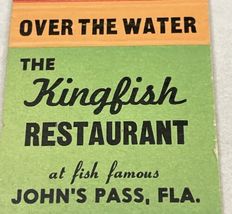 OVER THE WATER
THE
Kingfish
RESTAURANT
at fish famous
JOHN'S PASS, FLA.